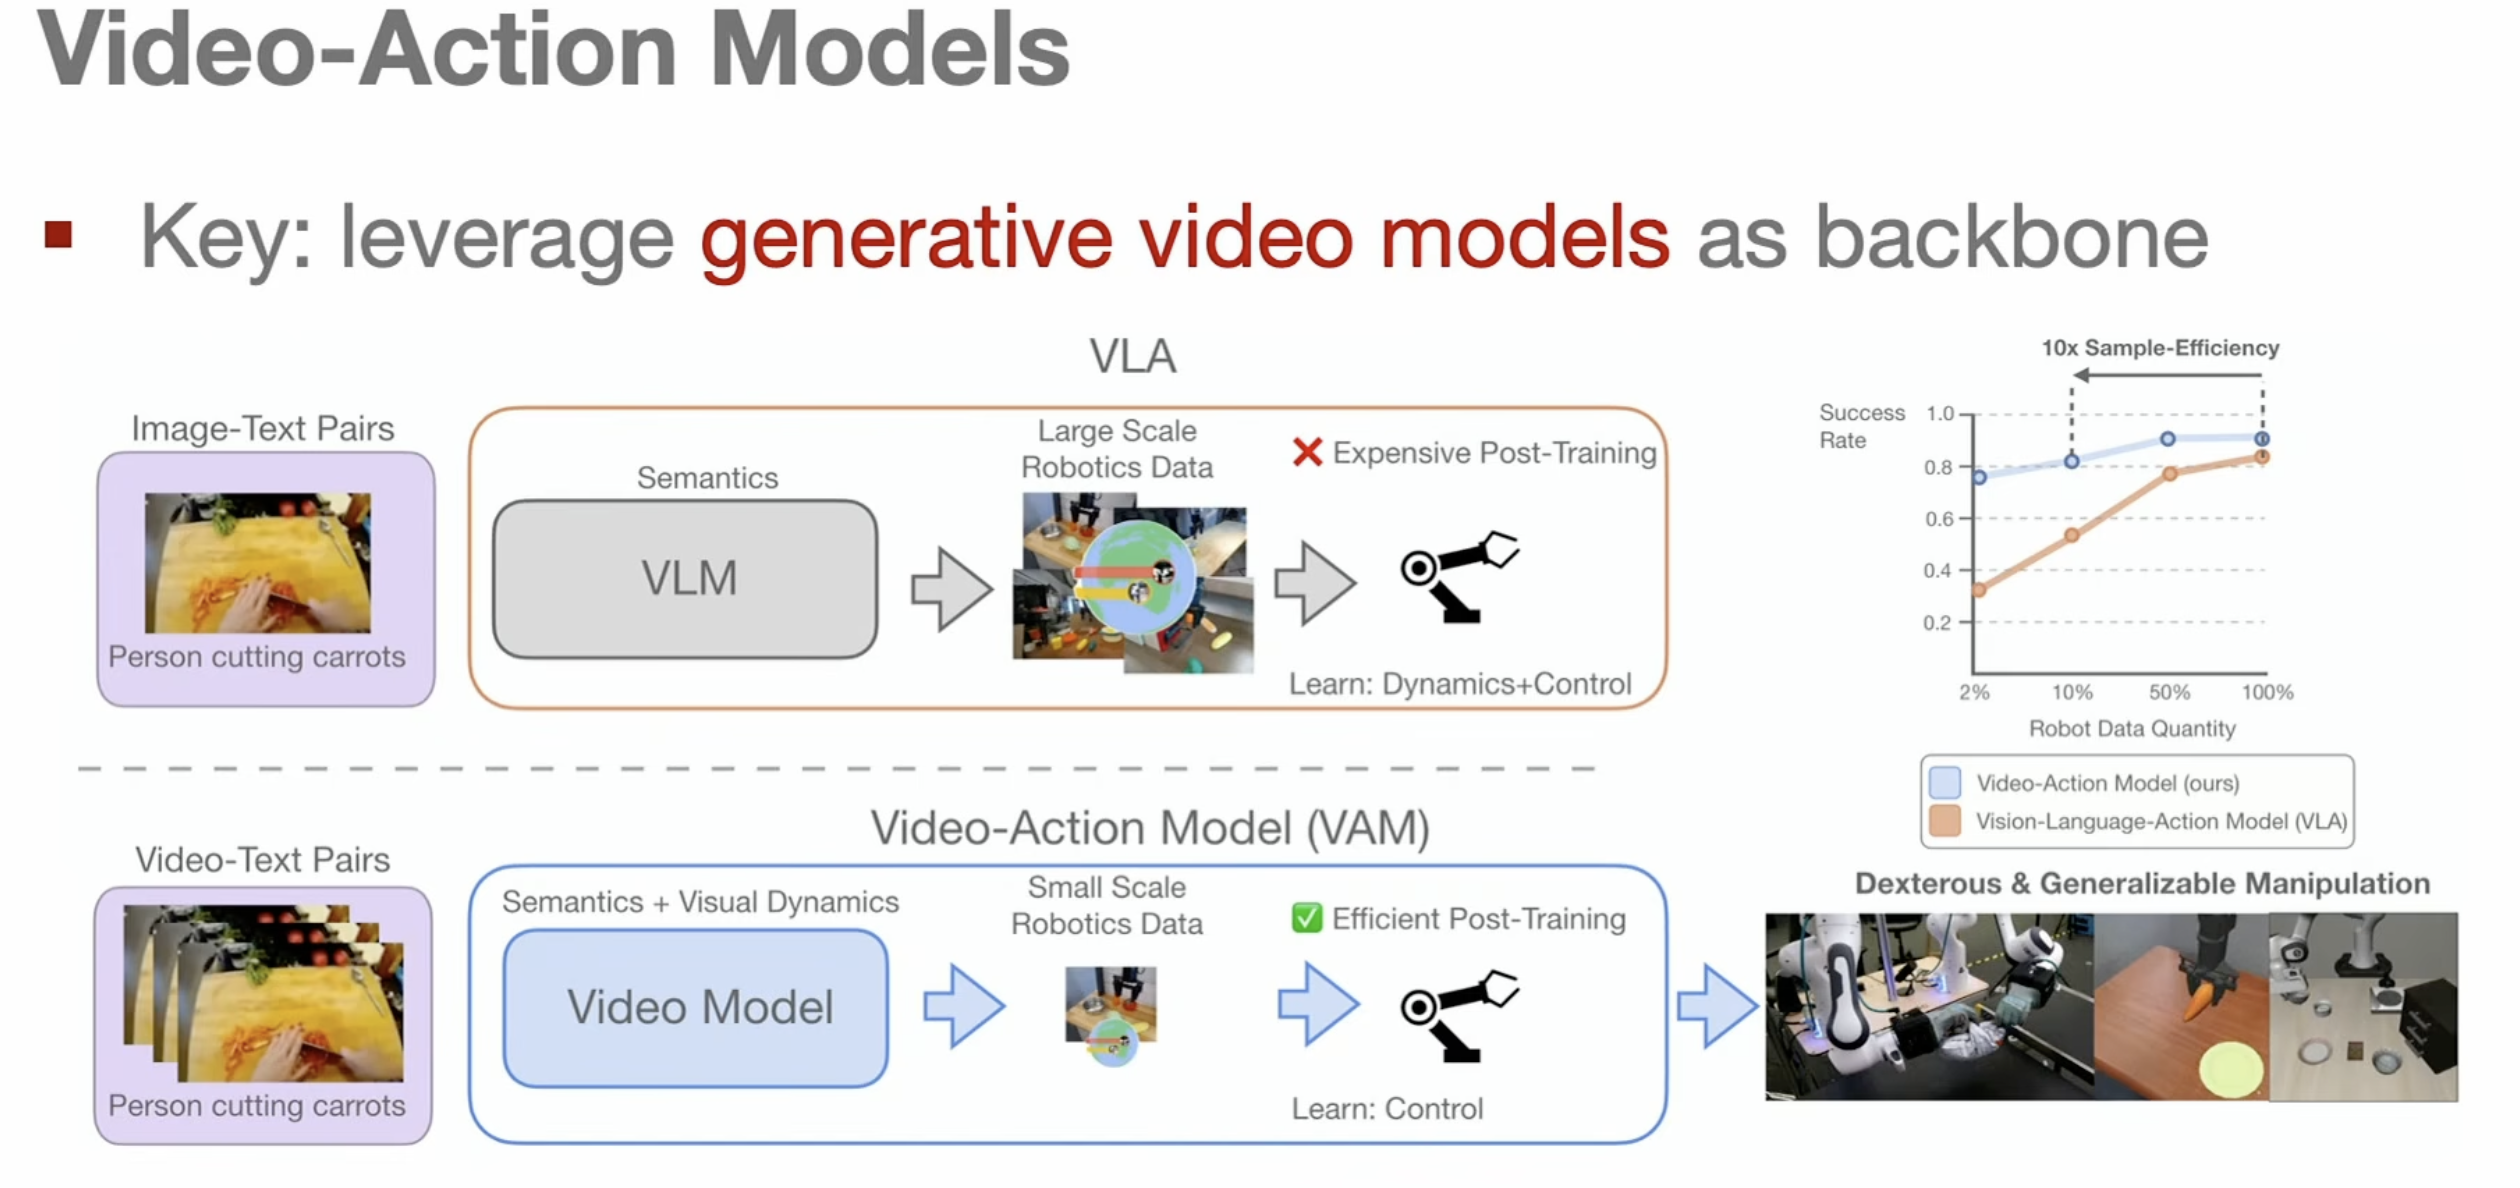 Video-Action Models
Key: leverage generative video models as backbone
VLA
Image-Text Pairs
Person cutting carrots
Semantics
VLM
Large Scale
Robotics Data
Expensive Post-Training
Learn: Dynamics+Control
10x Sample-Efficiency
Success
Rate
1.0
0.8
0.6
0.4
0.2
2% 10% 50% 100%
Robot Data Quantity
Video-Action Model (ours)
Vision-Language-Action Model (VLA)
Video-Action Model (VAM)
Video-Text Pairs
Person cutting carrots
Semantics + Visual Dynamics
Video Model
Small Scale
Robotics Data
Efficient Post-Training
Learn: Control
Dexterous & Generalizable Manipulation